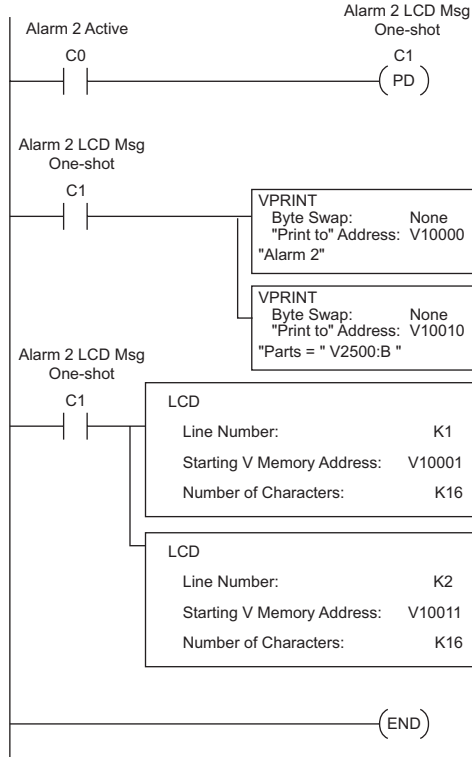 Alarm 2 Active
C0
Alarm 2 LCD Msg
One-shot
C1
PD
Alarm 2 LCD Msg
One-shot
C1
VPRINT
Byte Swap: None
"Print to" Address: V10000
"Alarm 2"
VPRINT
Byte Swap: None
"Print to" Address: V10010
"Parts = " V2500:B "
Alarm 2 LCD Msg
One-shot
C1
LCD
Line Number: K1
Starting V Memory Address: V10001
Number of Characters: K16
LCD
Line Number: K2
Starting V Memory Address: V10011
Number of Characters: K16
END